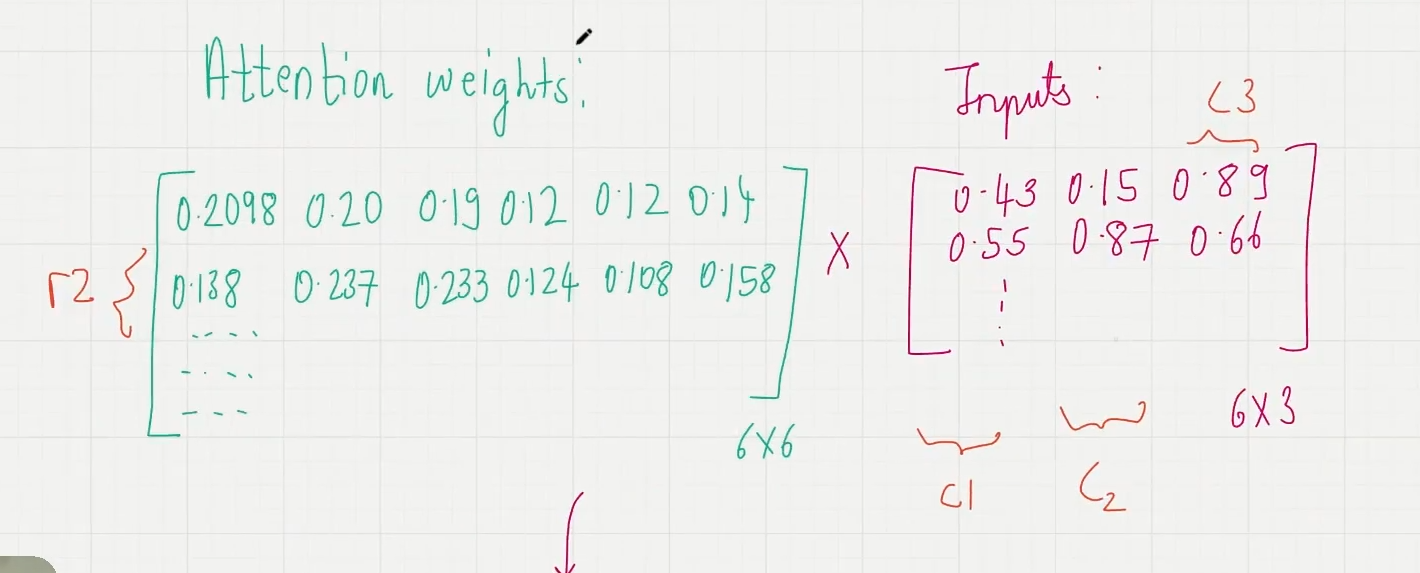 Attention weights:
Inputs:
C3
0.2098 0.20 0.19 0.12 0.12 0.14
X
0.43 0.15 0.89
0.55 0.87 0.66
r2
0.138 0.237 0.233 0.124 0.108 0.158
6X6
6X3
C1
C2